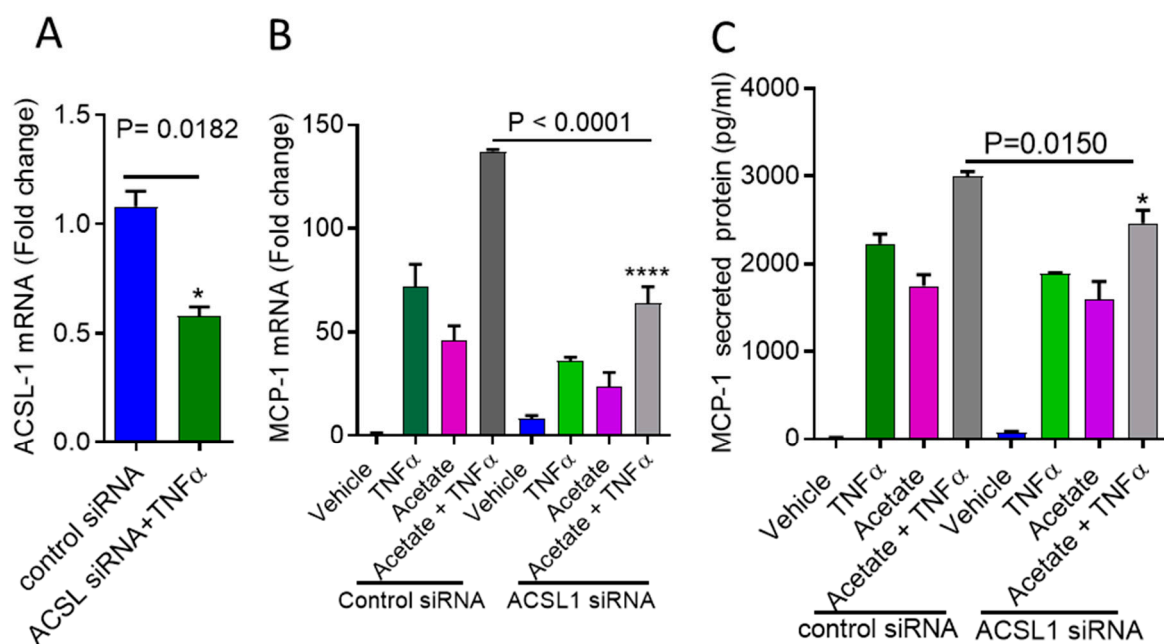 A
ACSL-1 mRNA (Fold change)
1.5
1.0
0.5
0.0
P= 0.0182
*
control siRNA
ACSL siRNA+TNFα
B
MCP-1 mRNA (Fold change)
150
100
50
0
P < 0.0001
****
Vehicle
TNFα
Acetate
Acetate + TNFα
Vehicle
TNFα
Acetate
Acetate + TNFα
Control siRNA
ACSL1 siRNA
C
MCP-1 secreted protein (pg/ml)
4000
3000
2000
1000
0
P=0.0150
*
Vehicle
TNFα
Acetate
Acetate + TNFα
Vehicle
TNFα
Acetate
Acetate + TNFα
control siRNA
ACSL1 siRNA